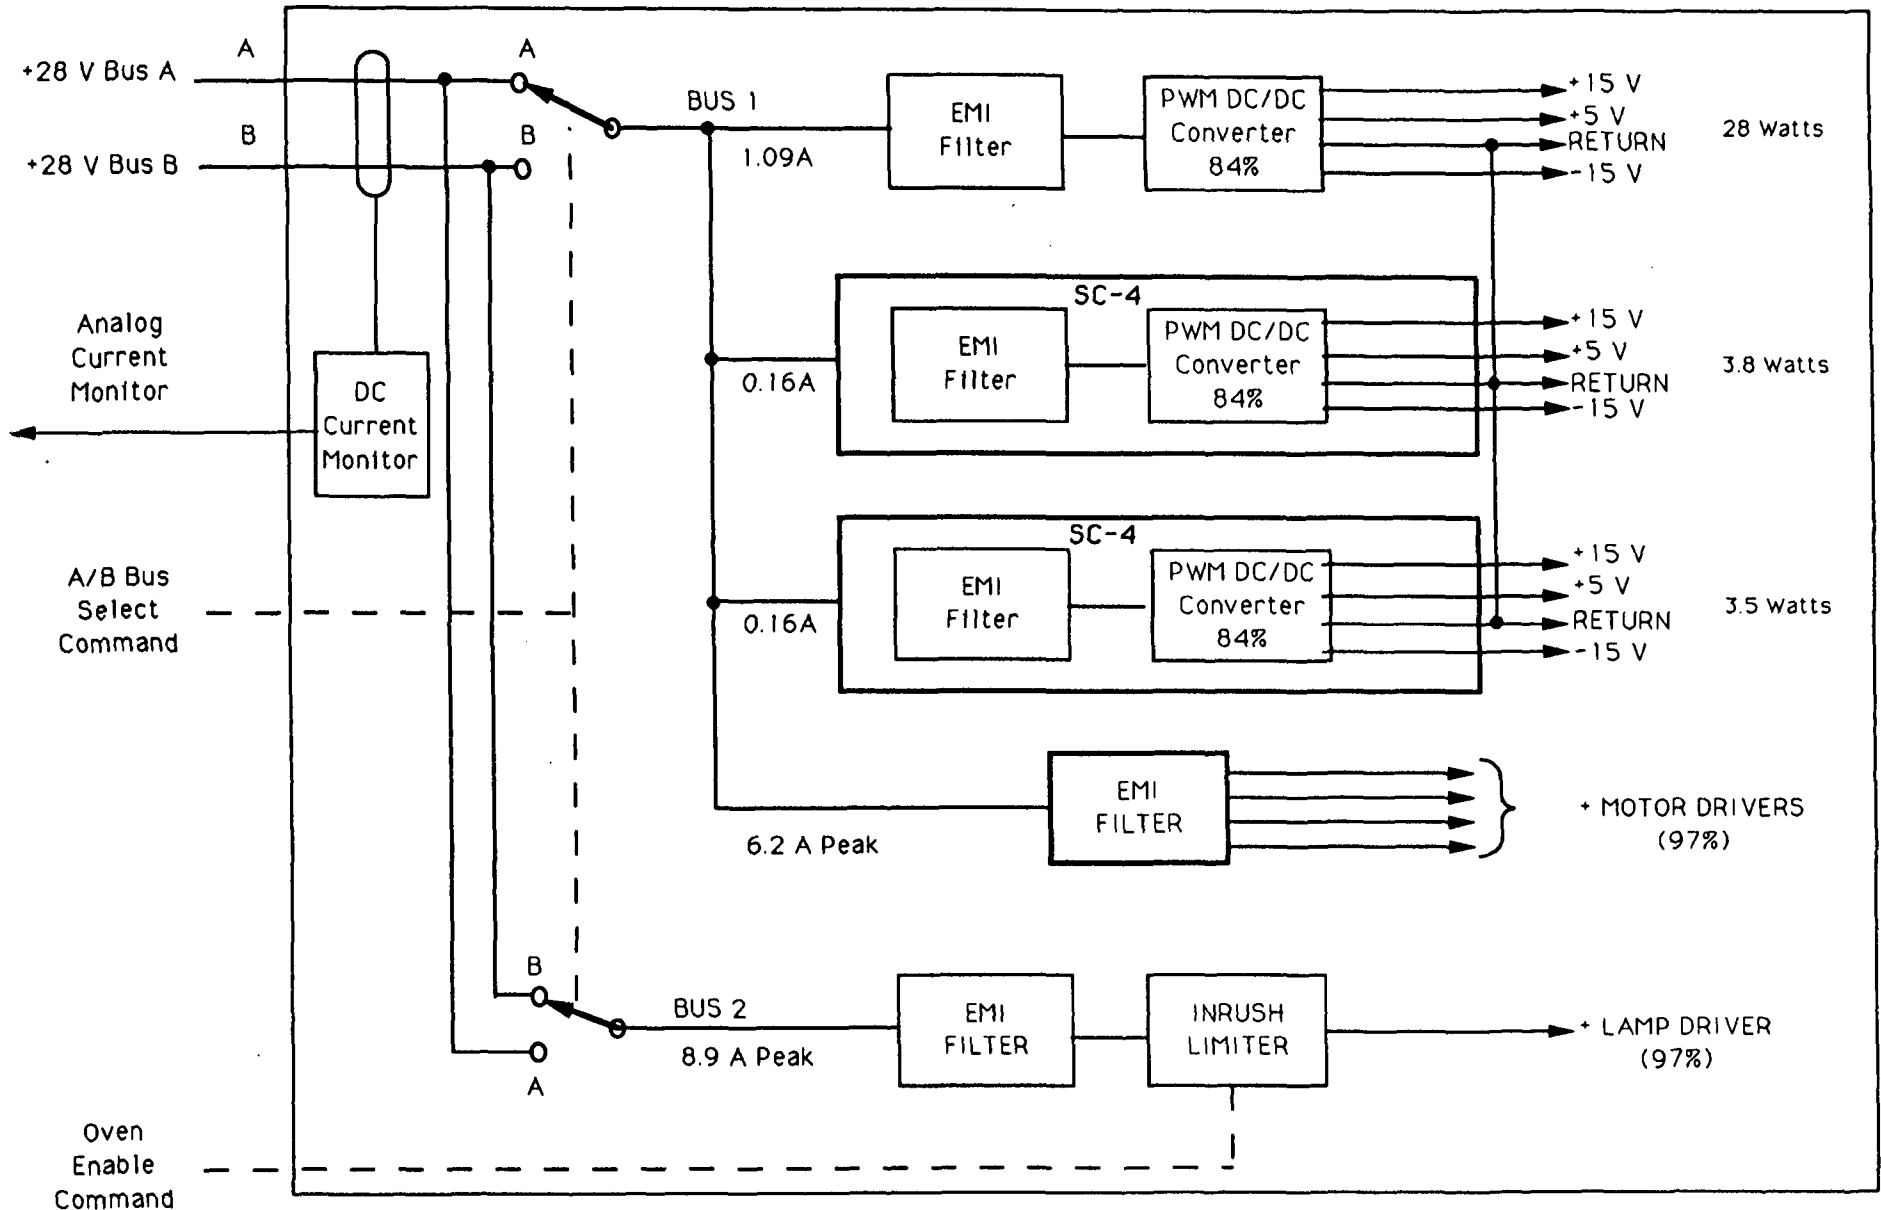 A
+28 V Bus A
B
+28 V Bus B
A
B
BUS 1
1.09A
EMI
Filter
PWM DC/DC
Converter
84%
+15 V
+5 V
RETURN
-15 V
28 Watts
Analog
Current
Monitor
DC
Current
Monitor
SC-4
0.16A
EMI
Filter
PWM DC/DC
Converter
84%
+15 V
+5 V
RETURN
-15 V
3.8 Watts
A/B Bus
Select
Command
SC-4
0.16A
EMI
Filter
PWM DC/DC
Converter
84%
+15 V
+5 V
RETURN
-15 V
3.5 Watts
6.2 A Peak
EMI
FILTER
+ MOTOR DRIVERS
(97%)
B
A
BUS 2
8.9 A Peak
EMI
FILTER
INRUSH
LIMITER
+ LAMP DRIVER
(97%)
Oven
Enable
Command